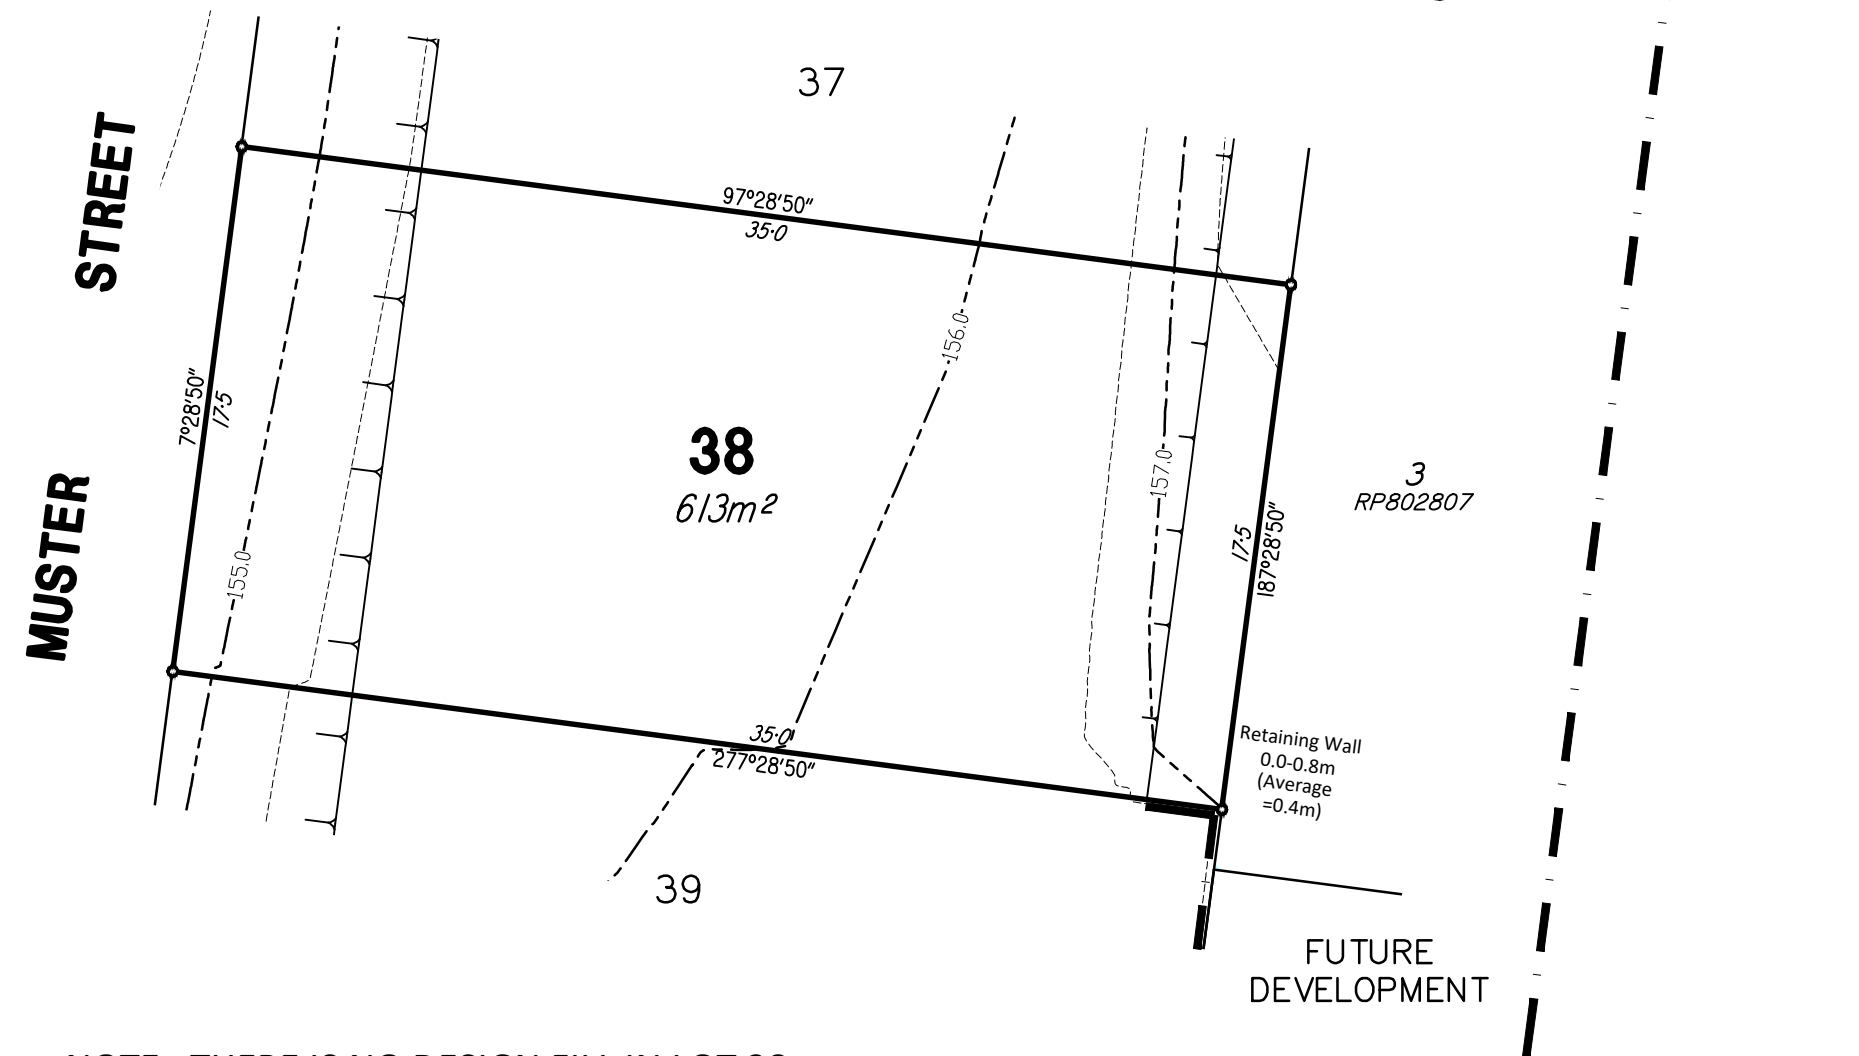 37
STREET
97°28'50"
35·0
156.0
7°28'50"
17·5
38
613m²
157.0
3
RP802807
17·5
187°28'50"
155.0
MUSTER
35·0
277°28'50"
Retaining Wall
0.0-0.8m
(Average
=0.4m)
39
FUTURE
DEVELOPMENT